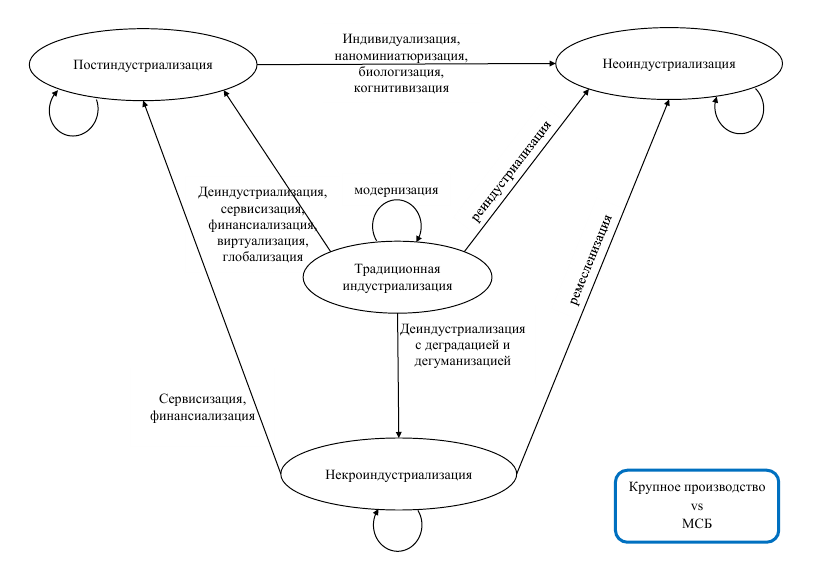 Индивидуализация,
наноминиатюризация,
биологизация,
когнитивизация
Постиндустриализация
Неоиндустриализация
реиндустриализация
модернизация
Деиндустриализация,
сервисизация,
финансиализация,
виртуализация,
глобализация
Традиционная
индустриализация
ремесленизация
Деиндустриализация
с деградацией и
дегуманизацией
Сервисизация,
финансиализация
Некроиндустриализация
Крупное производство
vs
МСБ